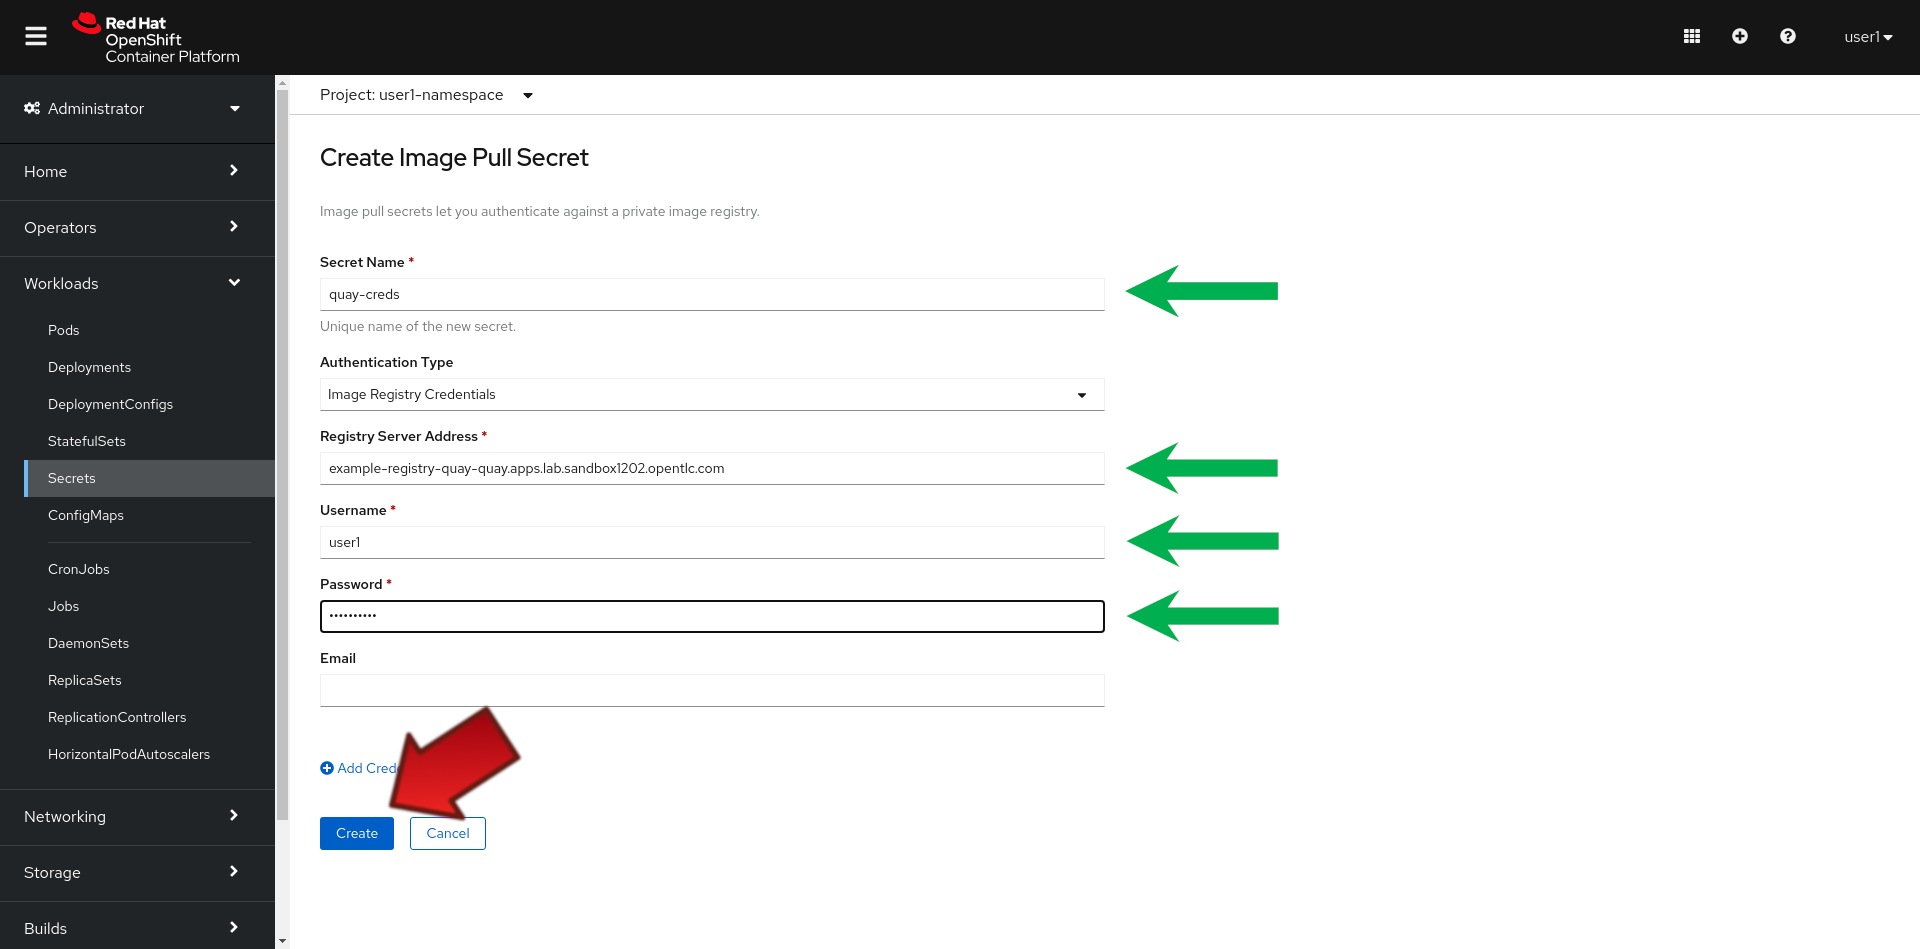 Red Hat
OpenShift
Container Platform
user1
Administrator
Home
Operators
Workloads
Pods
Deployments
DeploymentConfigs
StatefulSets
Secrets
ConfigMaps
CronJobs
Jobs
DaemonSets
ReplicaSets
ReplicationControllers
HorizontalPodAutoscalers
Networking
Storage
Builds
Project: user1-namespace
Create Image Pull Secret
Image pull secrets let you authenticate against a private image registry.
Secret Name *
quay-creds
Unique name of the new secret.
Authentication Type
Image Registry Credentials
Registry Server Address *
example-registry-quay-quay.apps.lab.sandbox1202.opentlc.com
Username *
user1
Password *
••••••••••
Email
Add
Create
Cancel